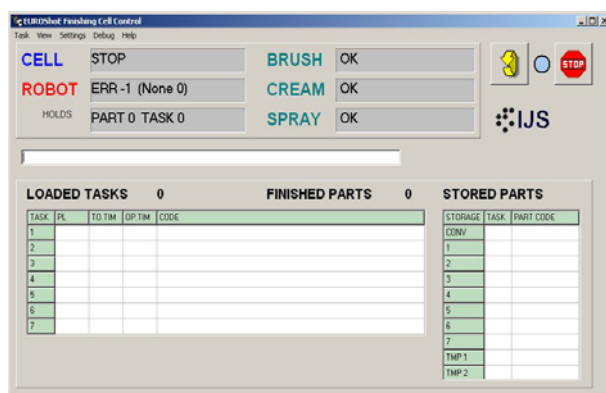 EUROShot Finishing Cell Control
Task View Settings Debug Help
CELL STOP BRUSH OK
ROBOT ERR -1 (None 0) CREAM OK
HOLDS PART 0 TASK 0 SPRAY OK
STOP
IJS
LOADED TASKS 0 FINISHED PARTS 0 STORED PARTS
TASK PL TO.TIM OP.TIM CODE STORAGE TASK PART CODE
1 CONV
2 1
3 2
4 3
5 4
6 5
7 6
7
TMP 1
TMP 2